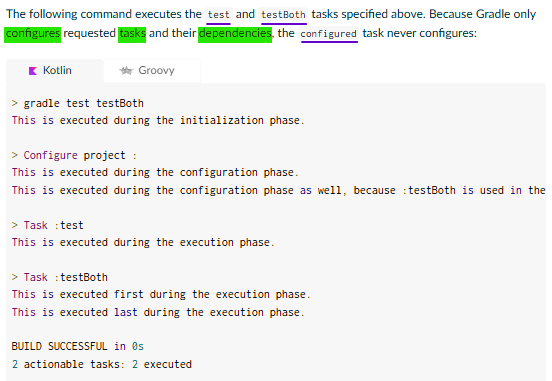 The following command executes the test and testBoth tasks specified above. Because Gradle only
configures requested tasks and their dependencies, the configured task never configures:
Kotlin Groovy
> gradle test testBoth
This is executed during the initialization phase.
> Configure project :
This is executed during the configuration phase.
This is executed during the configuration phase as well, because :testBoth is used in the
> Task :test
This is executed during the execution phase.
> Task :testBoth
This is executed first during the execution phase.
This is executed last during the execution phase.
BUILD SUCCESSFUL in 0s
2 actionable tasks: 2 executed